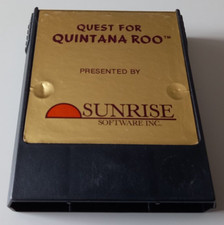 QUEST FOR
QUINTANA ROO™
PRESENTED BY
SUNRISE
SOFTWARE INC.